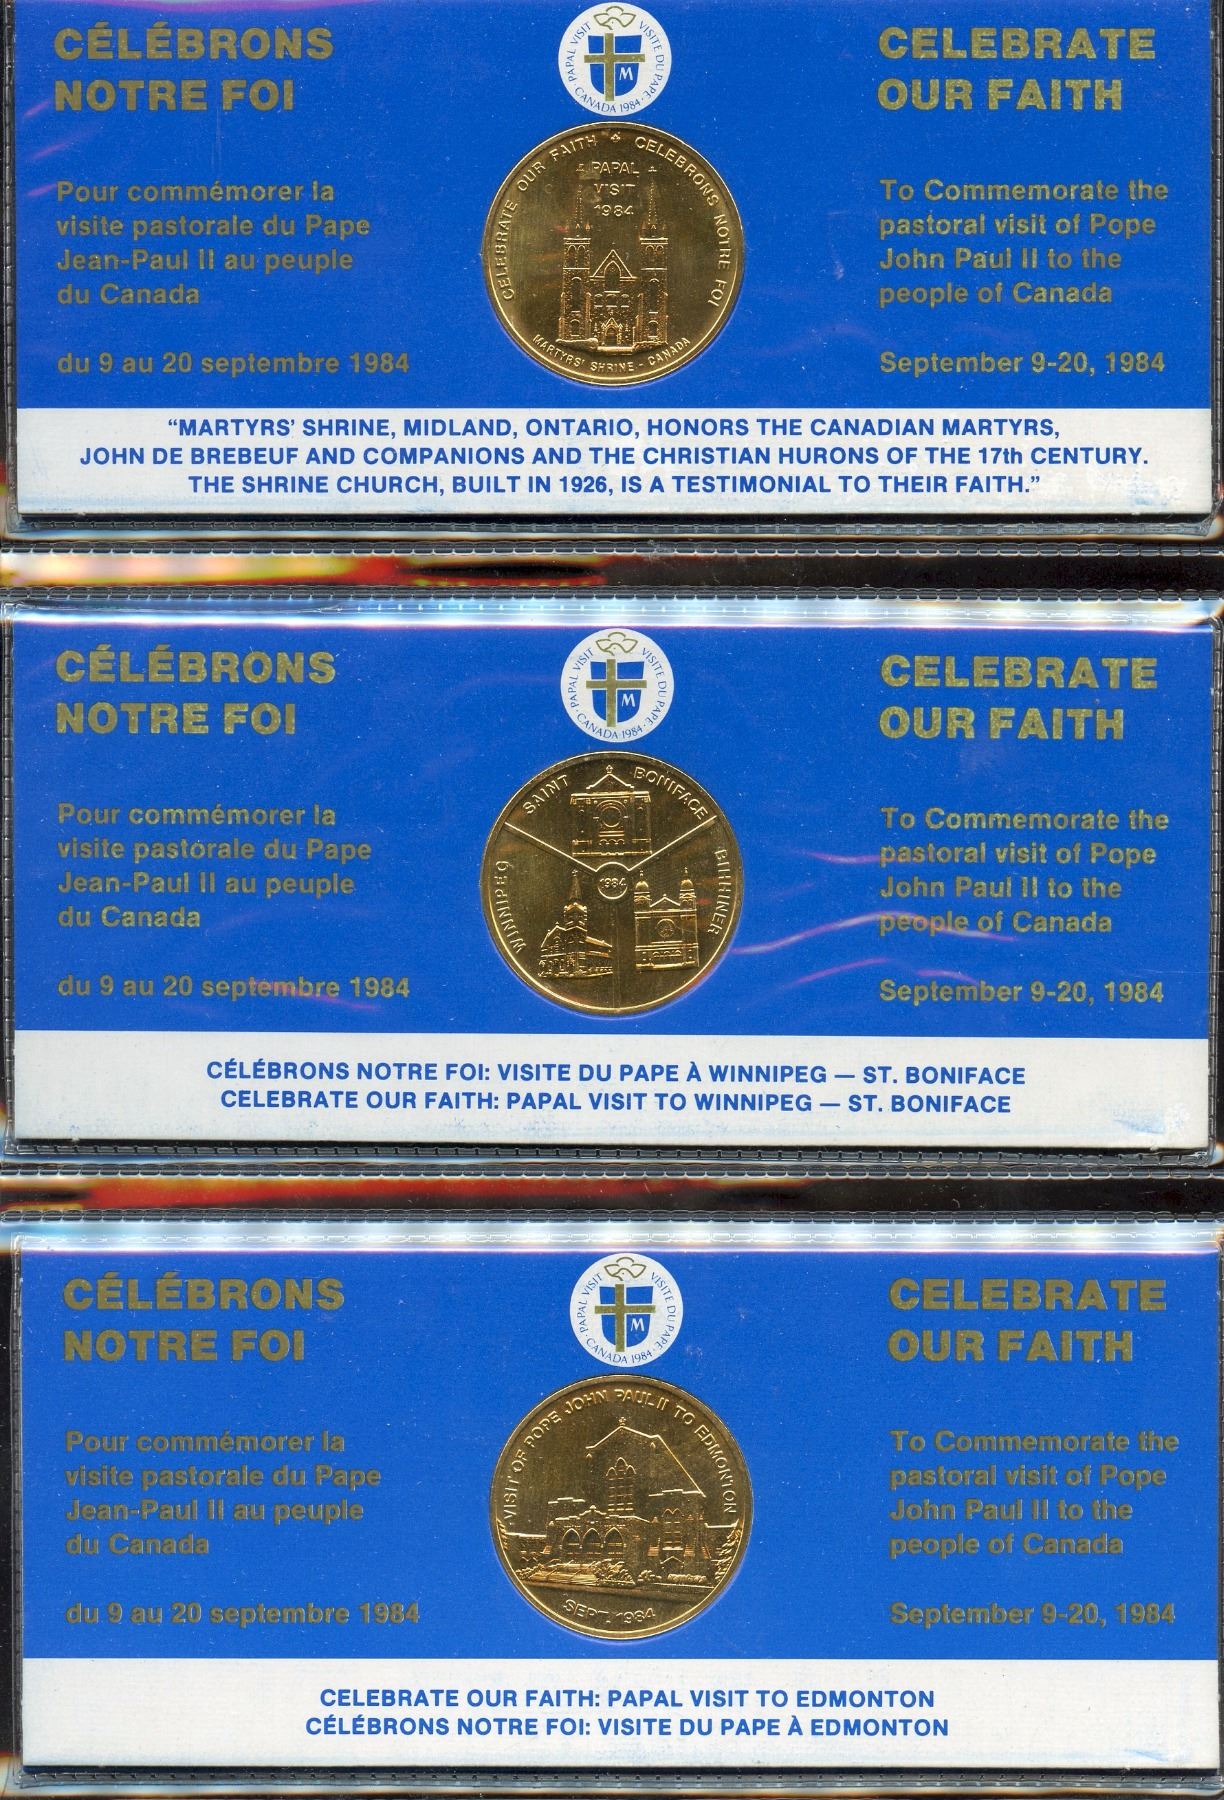 CÉLÉBRONS
NOTRE FOI
Pour commémorer la
visite pastorale du Pape
Jean-Paul II au peuple
du Canada
du 9 au 20 septembre 1984
PAPAL VISIT VISITE DU PAPE
· CANADA 1984 ·
CELEBRATE OUR FAITH ✦ CELEBRONS NOTRE FOI
PAPAL
VISIT
1984
MARTYRS' SHRINE - CANADA
CELEBRATE
OUR FAITH
To Commemorate the
pastoral visit of Pope
John Paul II to the
people of Canada
September 9-20, 1984
“MARTYRS’ SHRINE, MIDLAND, ONTARIO, HONORS THE CANADIAN MARTYRS,
JOHN DE BREBEUF AND COMPANIONS AND THE CHRISTIAN HURONS OF THE 17th CENTURY.
THE SHRINE CHURCH, BUILT IN 1926, IS A TESTIMONIAL TO THEIR FAITH.”
CÉLÉBRONS
NOTRE FOI
Pour commémorer la
visite pastorale du Pape
Jean-Paul II au peuple
du Canada
du 9 au 20 septembre 1984
PAPAL VISIT VISITE DU PAPE
· CANADA 1984 ·
M
SAINT BONIFACE
WINNIPEG
1984
CELEBRATE
OUR FAITH
To Commemorate the
pastoral visit of Pope
John Paul II to the
people of Canada
September 9-20, 1984
CÉLÉBRONS NOTRE FOI: VISITE DU PAPE À WINNIPEG — ST. BONIFACE
CELEBRATE OUR FAITH: PAPAL VISIT TO WINNIPEG — ST. BONIFACE
CÉLÉBRONS
NOTRE FOI
Pour commémorer la
visite pastorale du Pape
Jean-Paul II au peuple
du Canada
du 9 au 20 septembre 1984
PAPAL VISIT VISITE DU PAPE
· CANADA 1984 ·
M
VISIT OF POPE JOHN PAUL II TO EDMONTON
SEPT. 1984
CELEBRATE
OUR FAITH
To Commemorate the
pastoral visit of Pope
John Paul II to the
people of Canada
September 9-20, 1984
CELEBRATE OUR FAITH: PAPAL VISIT TO EDMONTON
CÉLÉBRONS NOTRE FOI: VISITE DU PAPE À EDMONTON